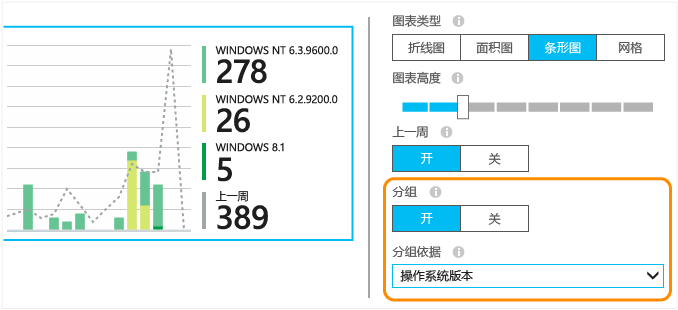 WINDOWS NT 6.3.9600.0
278
WINDOWS NT 6.2.9200.0
26
WINDOWS 8.1
5
上一周
389
图表类型
折线图 面积图 条形图 网格
图表高度
上一周
开 关
分组
开 关
分组依据
操作系统版本